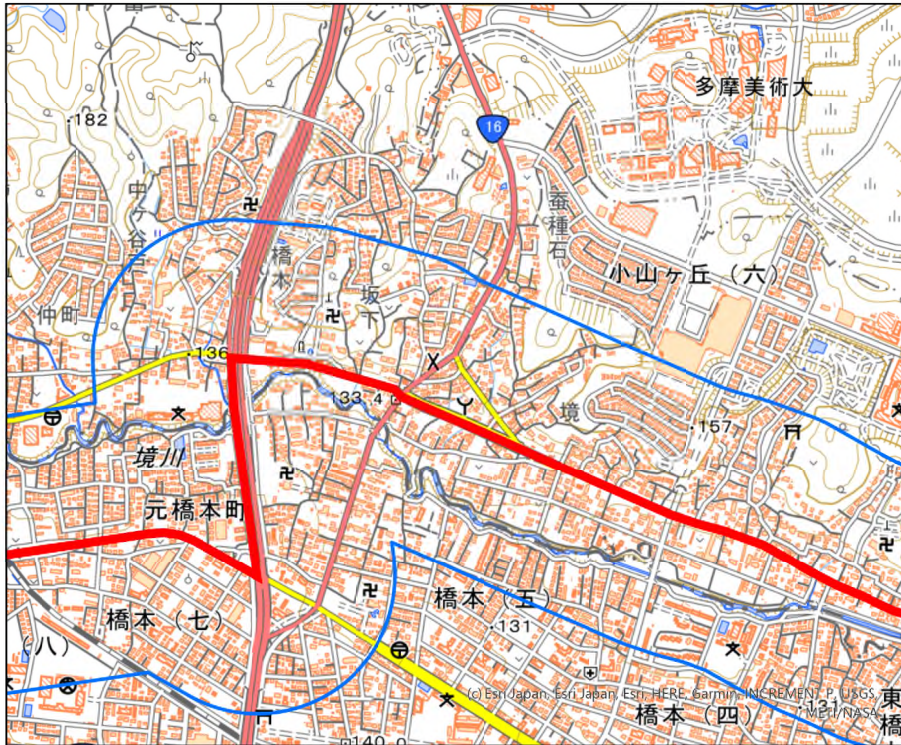 多摩美術大
16
182
中ヶ谷戸
蚕種石
橋本
坂下
小山ヶ丘（六）
仲町
136
133.4
境
157
境川
元橋本町
橋本（五）
131
橋本（七）
（八）
橋本（四）
131
東橋
140.0
(c) Esri Japan, Esri Japan, Esri, HERE, Garmin, INCREMENT P, USGS,
METI/NASA